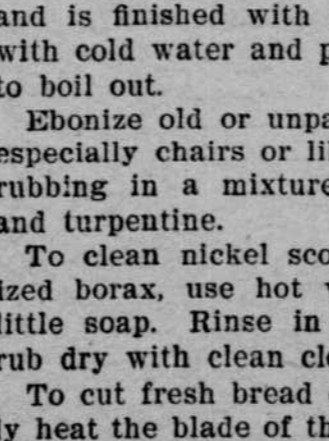 and is finished with
with cold water and p
to boil out.
Ebonize old or unpa
especially chairs or li
rubbing in a mixture
and turpentine.
To clean nickel sco
ized borax, use hot
little soap. Rinse in
rub dry with clean cl
To cut fresh bread
ly heat the blade of th